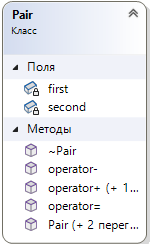 Pair
Класс
Поля
first
second
Методы
~Pair
operator-
operator+ (+ 1...
operator=
Pair (+ 2 перег...